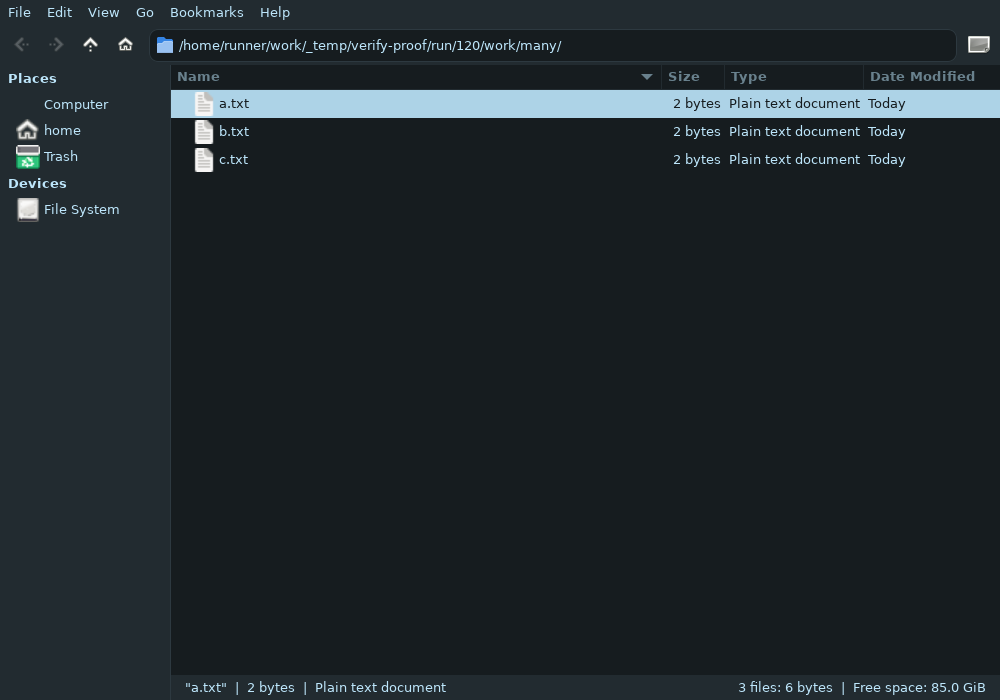 File Edit View Go Bookmarks Help
/home/runner/work/_temp/verify-proof/run/120/work/many/
Places
Computer
home
Trash
Devices
File System
Name Size Type Date Modified
a.txt 2 bytes Plain text document Today
b.txt 2 bytes Plain text document Today
c.txt 2 bytes Plain text document Today
"a.txt" | 2 bytes | Plain text document 3 files: 6 bytes | Free space: 85.0 GiB